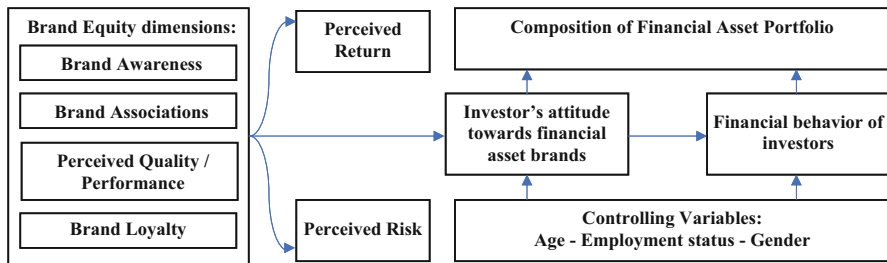 Brand Equity dimensions:
Brand Awareness
Brand Associations
Perceived Quality /
Performance
Brand Loyalty
Perceived
Return
Perceived Risk
Composition of Financial Asset Portfolio
Investor's attitude
towards financial
asset brands
Financial behavior of
investors
Controlling Variables:
Age - Employment status - Gender